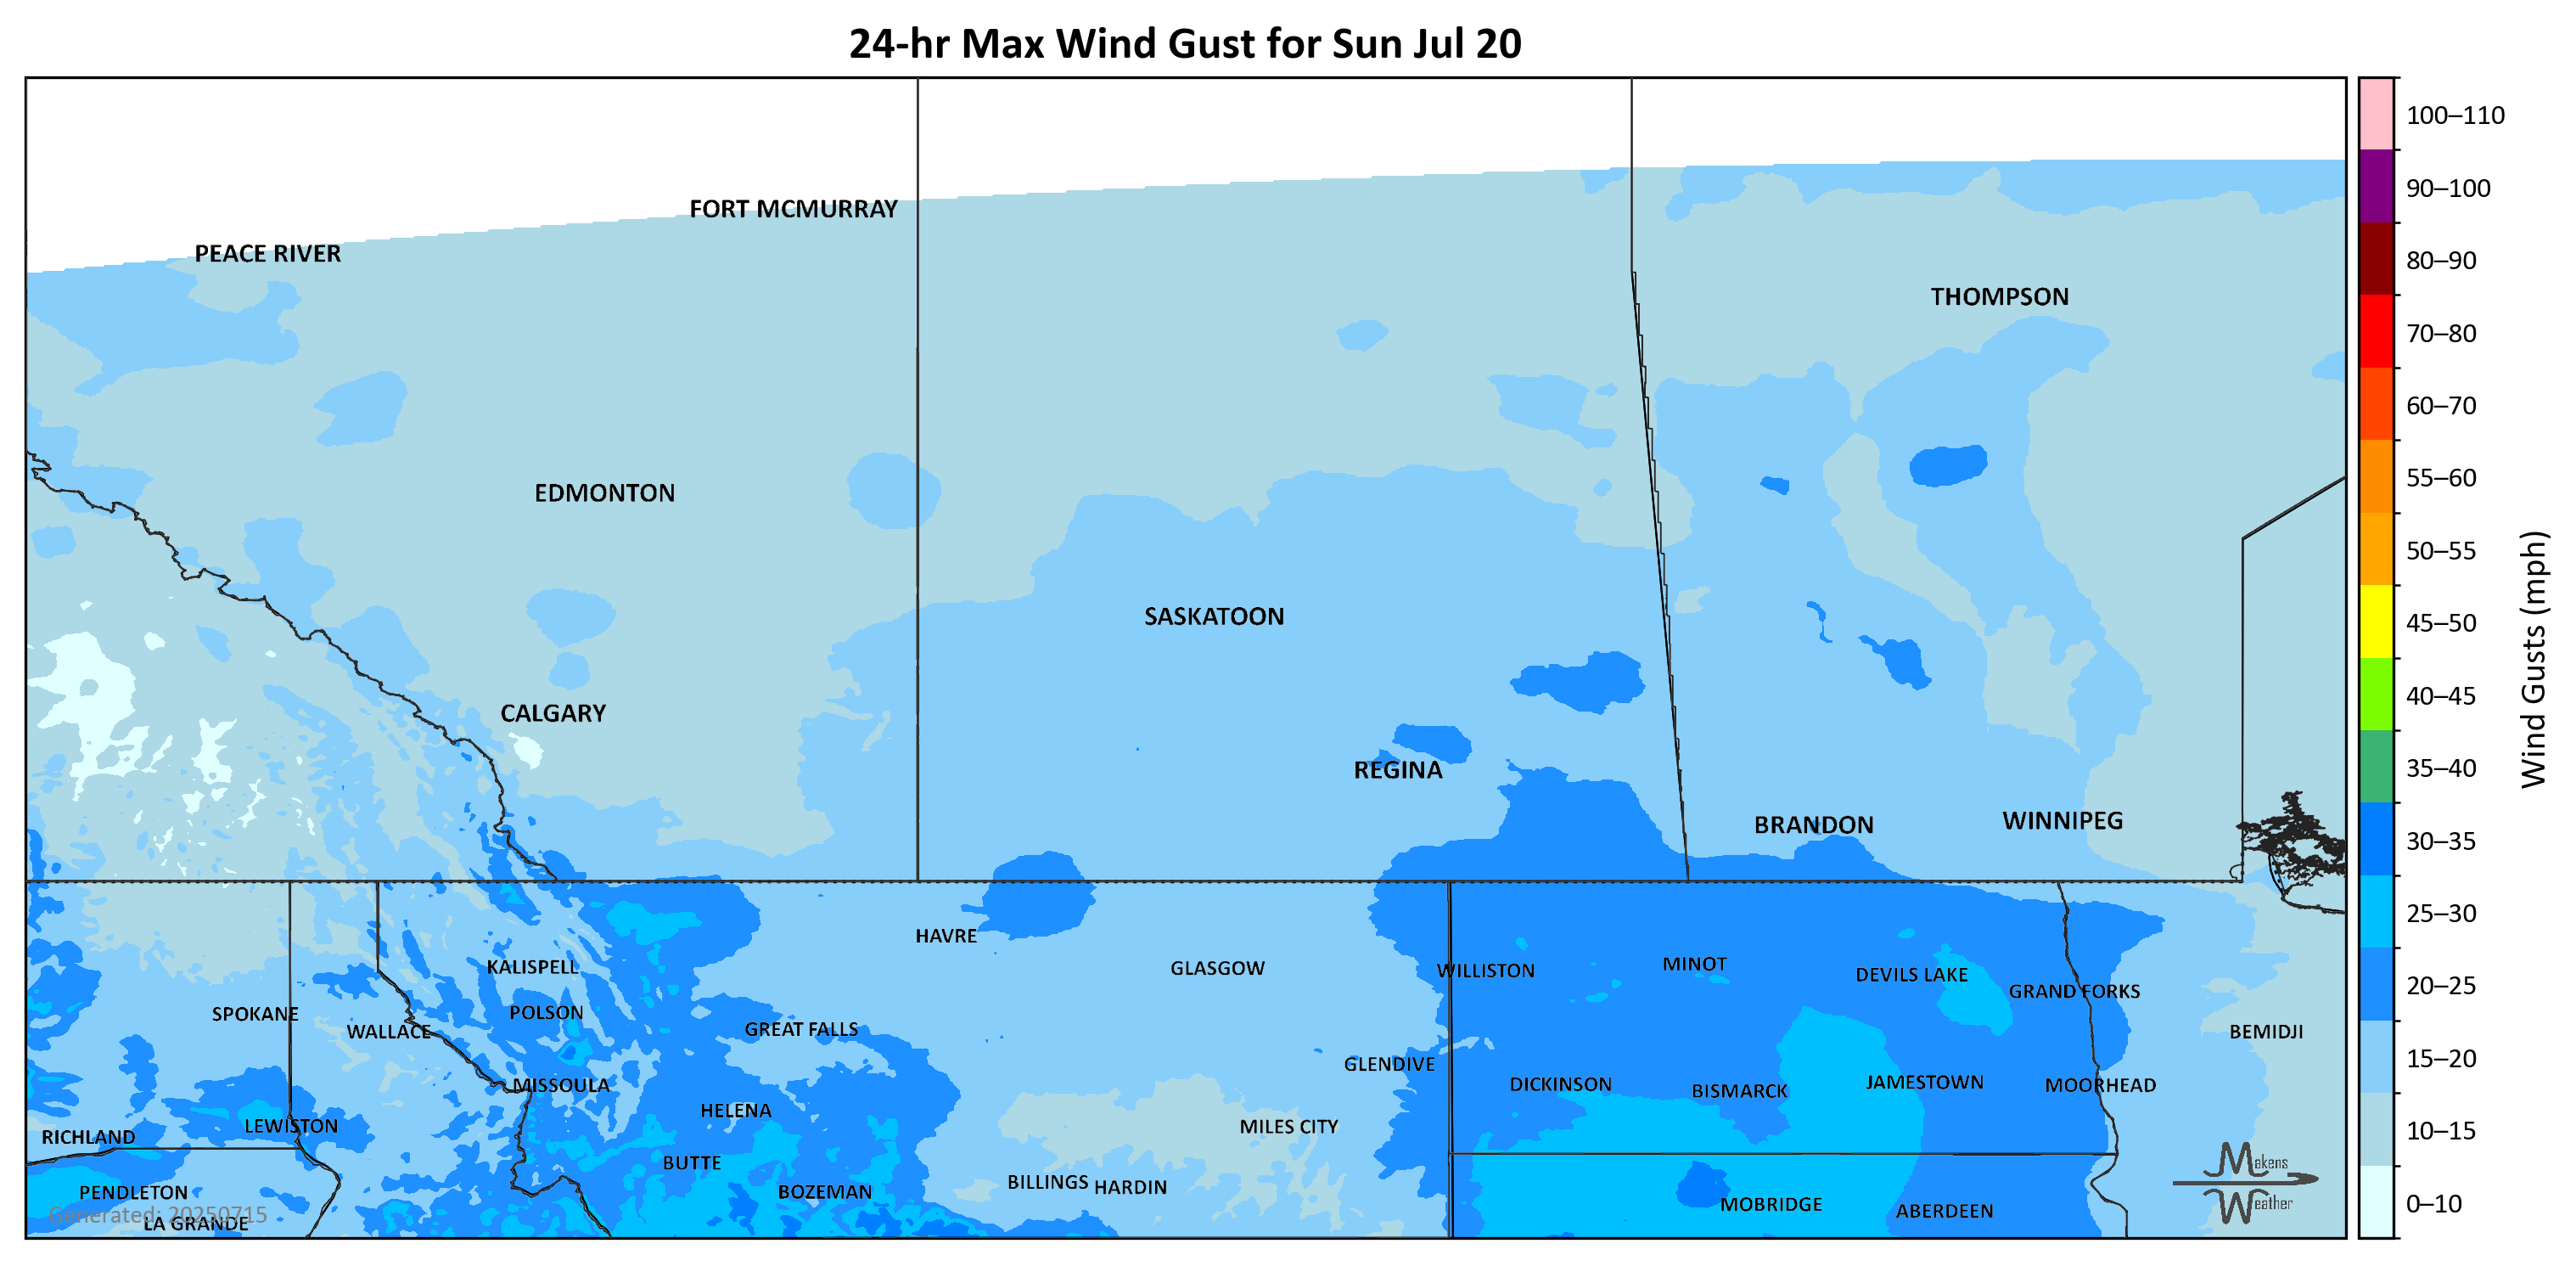 24-hr Max Wind Gust for Sun Jul 20
100–110
FORT MCMURRAY
90–100
PEACE RIVER
80–90
THOMPSON
70–80
60–70
55–60
EDMONTON
50–55
SASKATOON
45–50
Wind Gusts (mph)
CALGARY
40–45
REGINA
35–40
BRANDON
WINNIPEG
30–35
25–30
HAVRE
KALISPELL
GLASGOW
WILLISTON
MINOT
DEVILS LAKE
20–25
GRAND FORKS
SPOKANE
POLSON
WALLACE
GREAT FALLS
BEMIDJI
15–20
GLENDIVE
MISSOULA
DICKINSON
BISMARCK
JAMESTOWN
MOORHEAD
HELENA
LEWISTON
MILES CITY
10–15
RICHLAND
BUTTE
Makens
BILLINGS
HARDIN
PENDLETON
BOZEMAN
Weather
MOBRIDGE
0–10
ABERDEEN
Generated: 20250715
LA GRANDE